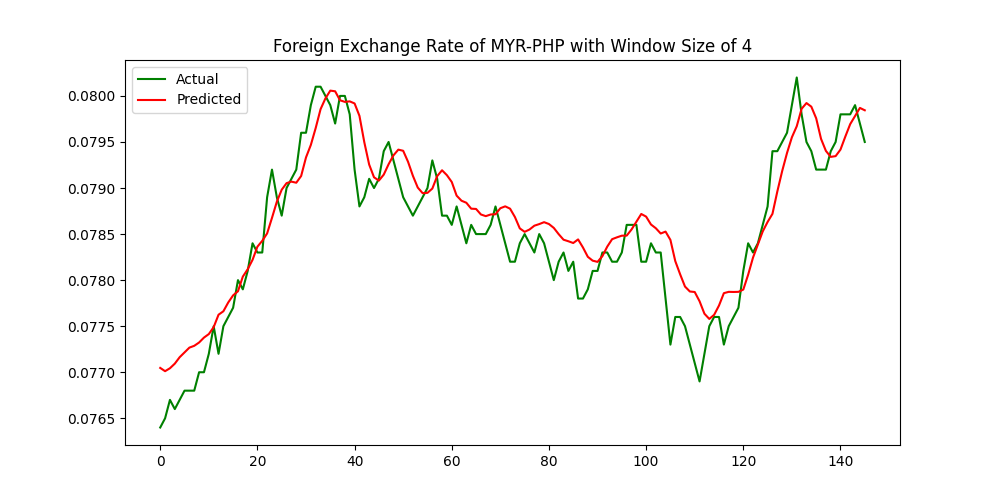 Foreign Exchange Rate of MYR-PHP with Window Size of 4
Actual
Predicted
0.0800
0.0795
0.0790
0.0785
0.0780
0.0775
0.0770
0.0765
0 20 40 60 80 100 120 140